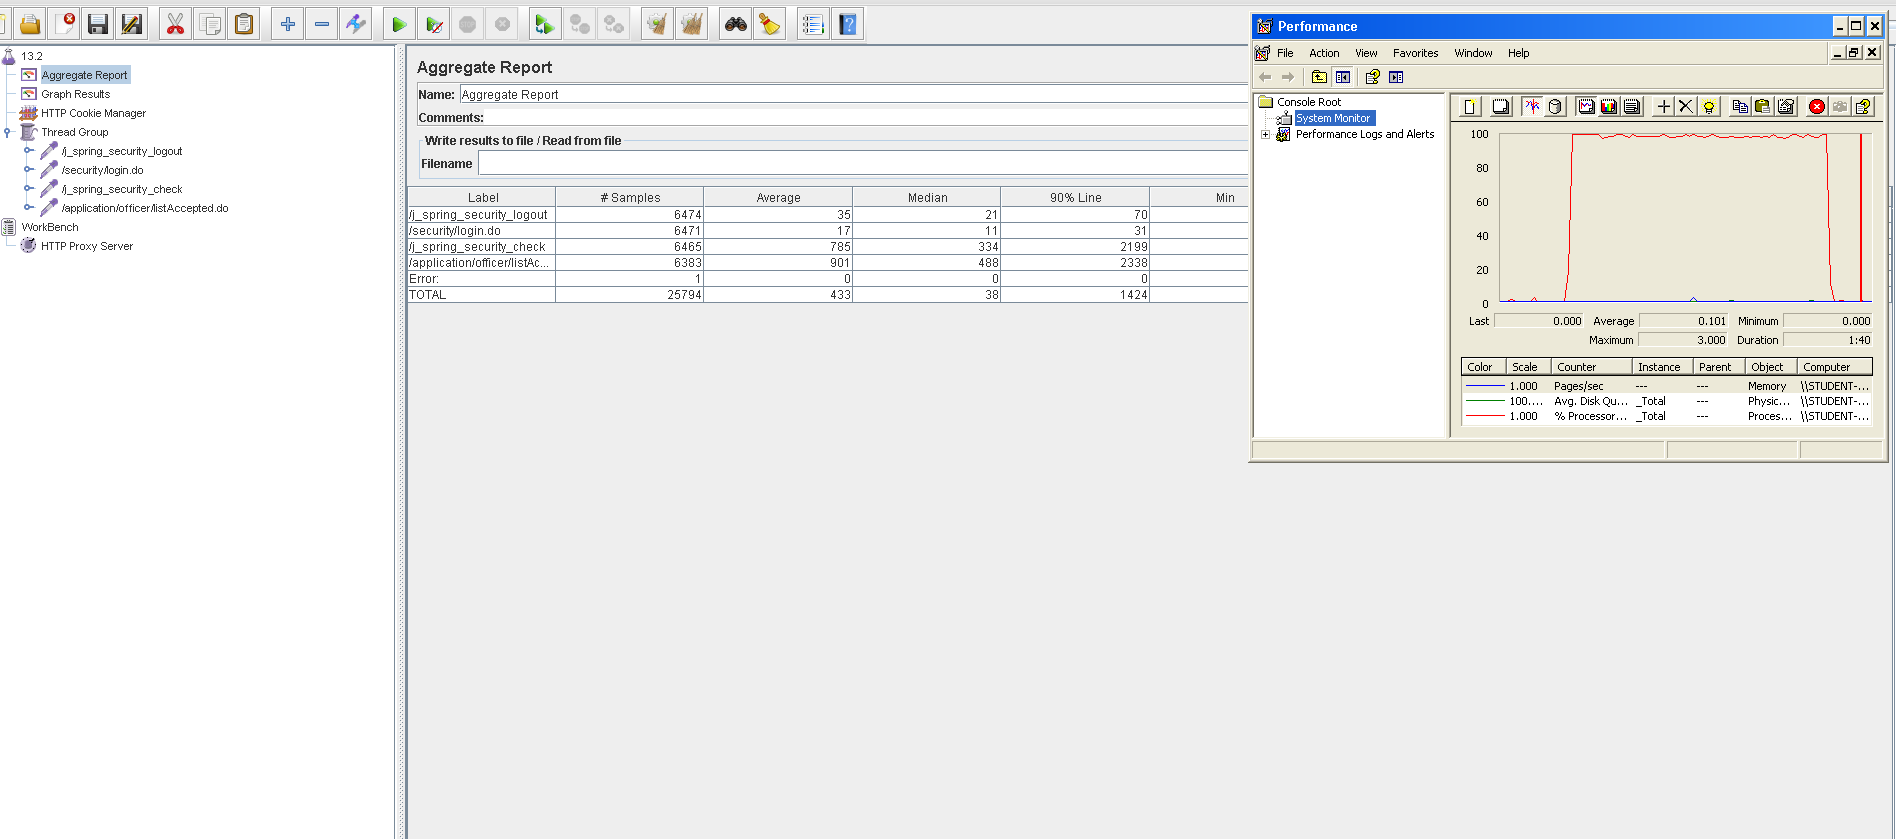 13.2
Aggregate Report
Graph Results
HTTP Cookie Manager
Thread Group
/j_spring_security_logout
/security/login.do
/j_spring_security_check
/application/officer/listAccepted.do
WorkBench
HTTP Proxy Server
Aggregate Report
Name: Aggregate Report
Comments:
Write results to file / Read from file
Filename
Label # Samples Average Median 90% Line Min
/j_spring_security_logout 6474 35 21 70
/security/login.do 6471 17 11 31
/j_spring_security_check 6465 785 334 2199
/application/officer/listAc... 6383 901 488 2338
Error: 1 0 0 0
TOTAL 25794 433 38 1424
Performance
File Action View Favorites Window Help
Console Root
System Monitor
Performance Logs and Alerts
100
80
60
40
20
0
Last 0.000 Average 0.101 Minimum 0.000
Maximum 3.000 Duration 1:40
Color Scale Counter Instance Parent Object Computer
1.000 Pages/sec --- --- Memory \\STUDENT-...
100.... Avg. Disk Qu... _Total --- Physic... \\STUDENT-...
1.000 % Processor... _Total --- Proces... \\STUDENT-...